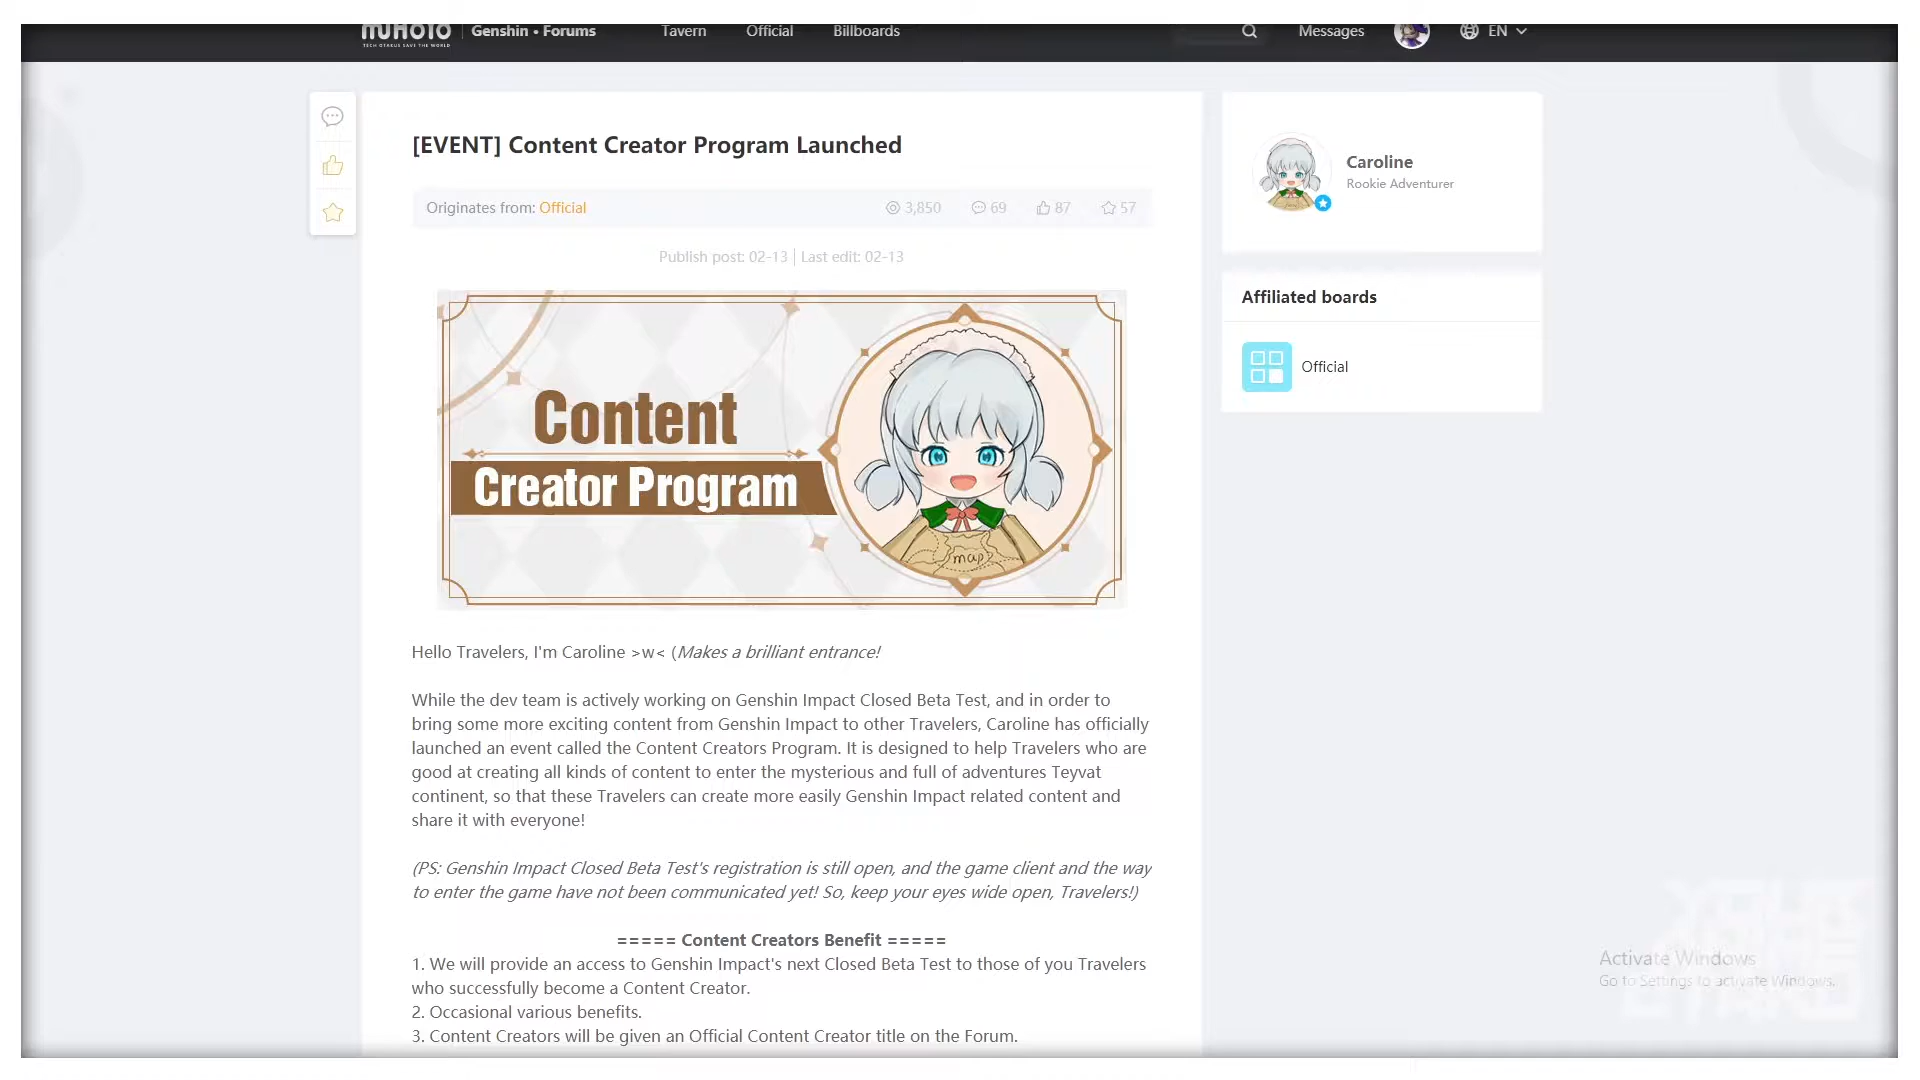 miHoYo
TECH OTAKUS SAVE THE WORLD
Genshin • Forums
Tavern
Official
Billboards
Messages
EN
[EVENT] Content Creator Program Launched
Originates from: Official
3,850
69
87
57
Publish post: 02-13 | Last edit: 02-13
Content
Creator Program
map
Hello Travelers, I'm Caroline >w< (Makes a brilliant entrance!
While the dev team is actively working on Genshin Impact Closed Beta Test, and in order to
bring some more exciting content from Genshin Impact to other Travelers, Caroline has officially
launched an event called the Content Creators Program. It is designed to help Travelers who are
good at creating all kinds of content to enter the mysterious and full of adventures Teyvat
continent, so that these Travelers can create more easily Genshin Impact related content and
share it with everyone!
(PS: Genshin Impact Closed Beta Test's registration is still open, and the game client and the way
to enter the game have not been communicated yet! So, keep your eyes wide open, Travelers!)
===== Content Creators Benefit =====
1. We will provide an access to Genshin Impact's next Closed Beta Test to those of you Travelers
who successfully become a Content Creator.
2. Occasional various benefits.
3. Content Creators will be given an Official Content Creator title on the Forum.
Caroline
Rookie Adventurer
Affiliated boards
Official
Activate Windows
Go to Settings to activate Windows.